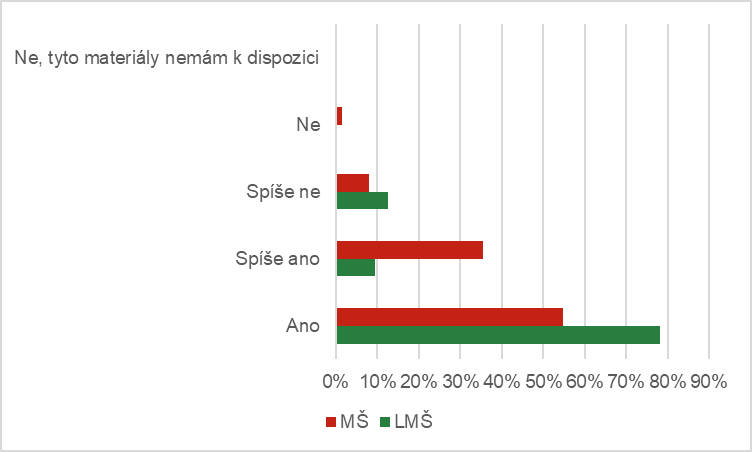 Ne, tyto materiály nemám k dispozici
Ne
Spíše ne
Spíše ano
Ano
0% 10% 20% 30% 40% 50% 60% 70% 80% 90%
MŠ LMŠ